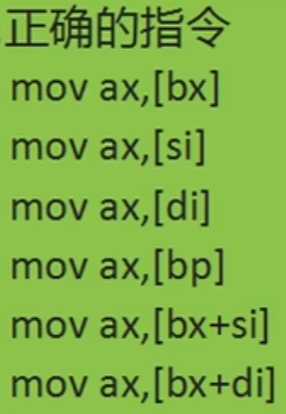 正确的指令
mov ax,[bx]
mov ax,[si]
mov ax,[di]
mov ax,[bp]
mov ax,[bx+si]
mov ax,[bx+di]